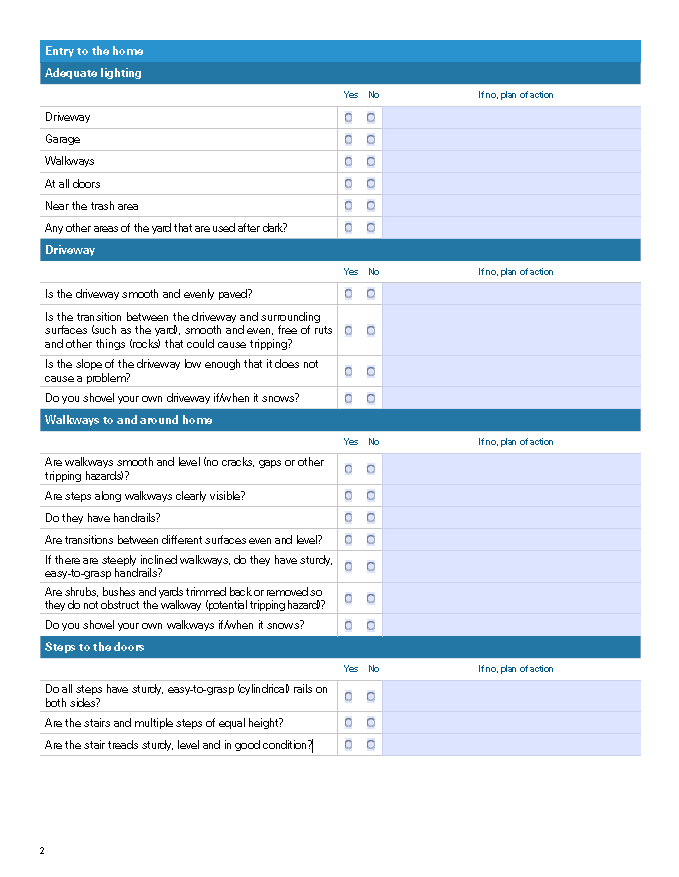 Entry to the home
Adequate lighting
Yes No If no, plan of action
Driveway
Garage
Walkways
At all doors
Near the trash area
Any other areas of the yard that are used after dark?
Driveway
Yes No If no, plan of action
Is the driveway smooth and evenly paved?
Is the transition between the driveway and surrounding
surfaces (such as the yard), smooth and even, free of ruts
and other things (rocks) that could cause tripping?
Is the slope of the driveway low enough that it does not
cause a problem?
Do you shovel your own driveway if/when it snows?
Walkways to and around home
Yes No If no, plan of action
Are walkways smooth and level (no cracks, gaps or other
tripping hazards)?
Are steps along walkways clearly visible?
Do they have handrails?
Are transitions between different surfaces even and level?
If there are steeply inclined walkways, do they have sturdy,
easy-to-grasp handrails?
Are shrubs, bushes and yards trimmed back or removed so
they do not obstruct the walkway (potential tripping hazard)?
Do you shovel your own walkways if/when it snows?
Steps to the doors
Yes No If no, plan of action
Do all steps have sturdy, easy-to-grasp (cylindrical) rails on
both sides?
Are the stairs and multiple steps of equal height?
Are the stair treads sturdy, level and in good condition?
2